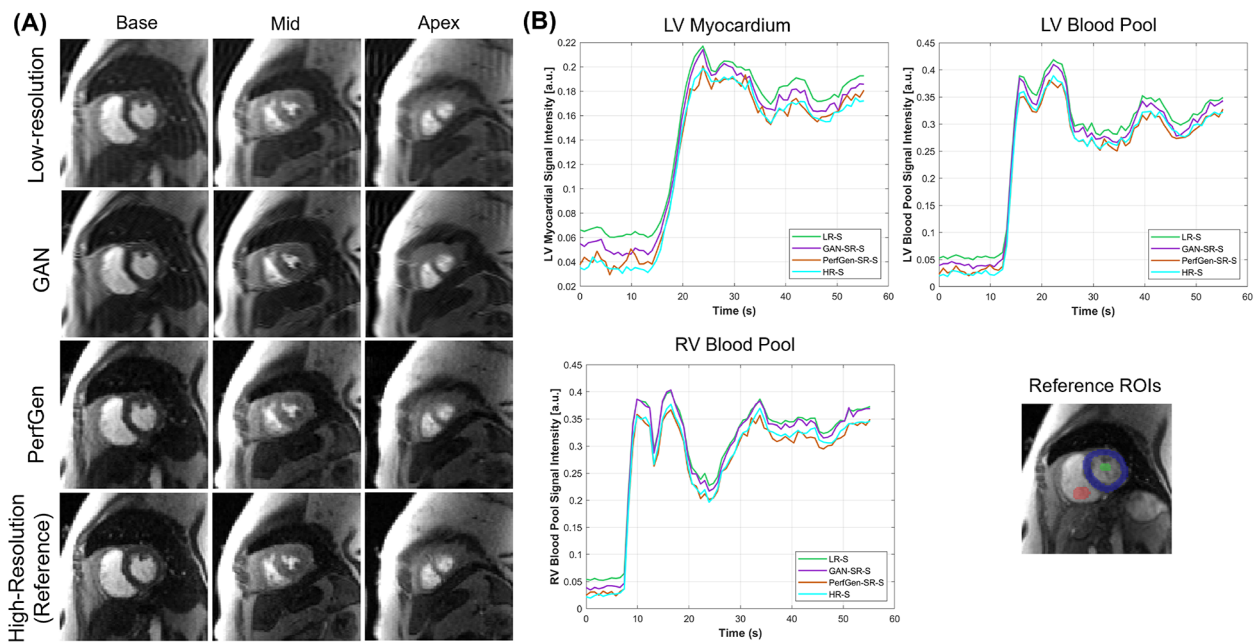 (A)
Base
Mid
Apex
Low-resolution
GAN
PerfGen
High-Resolution
(Reference)
(B)
LV Myocardium
0.22
0.2
0.18
0.16
0.14
0.12
0.1
0.08
0.06
0.04
0.02
LV Myocardial Signal Intensity [a.u.]
0
10
20
30
40
50
60
Time (s)
LR-S
GAN-SR-S
PerfGen-SR-S
HR-S
LV Blood Pool
0.45
0.4
0.35
0.3
0.25
0.2
0.15
0.1
0.05
0
LV Blood Pool Signal Intensity [a.u.]
0
10
20
30
40
50
60
Time (s)
LR-S
GAN-SR-S
PerfGen-SR-S
HR-S
RV Blood Pool
0.45
0.4
0.35
0.3
0.25
0.2
0.15
0.1
0.05
0
RV Blood Pool Signal Intensity [a.u.]
0
10
20
30
40
50
60
Time (s)
LR-S
GAN-SR-S
PerfGen-SR-S
HR-S
Reference ROIs